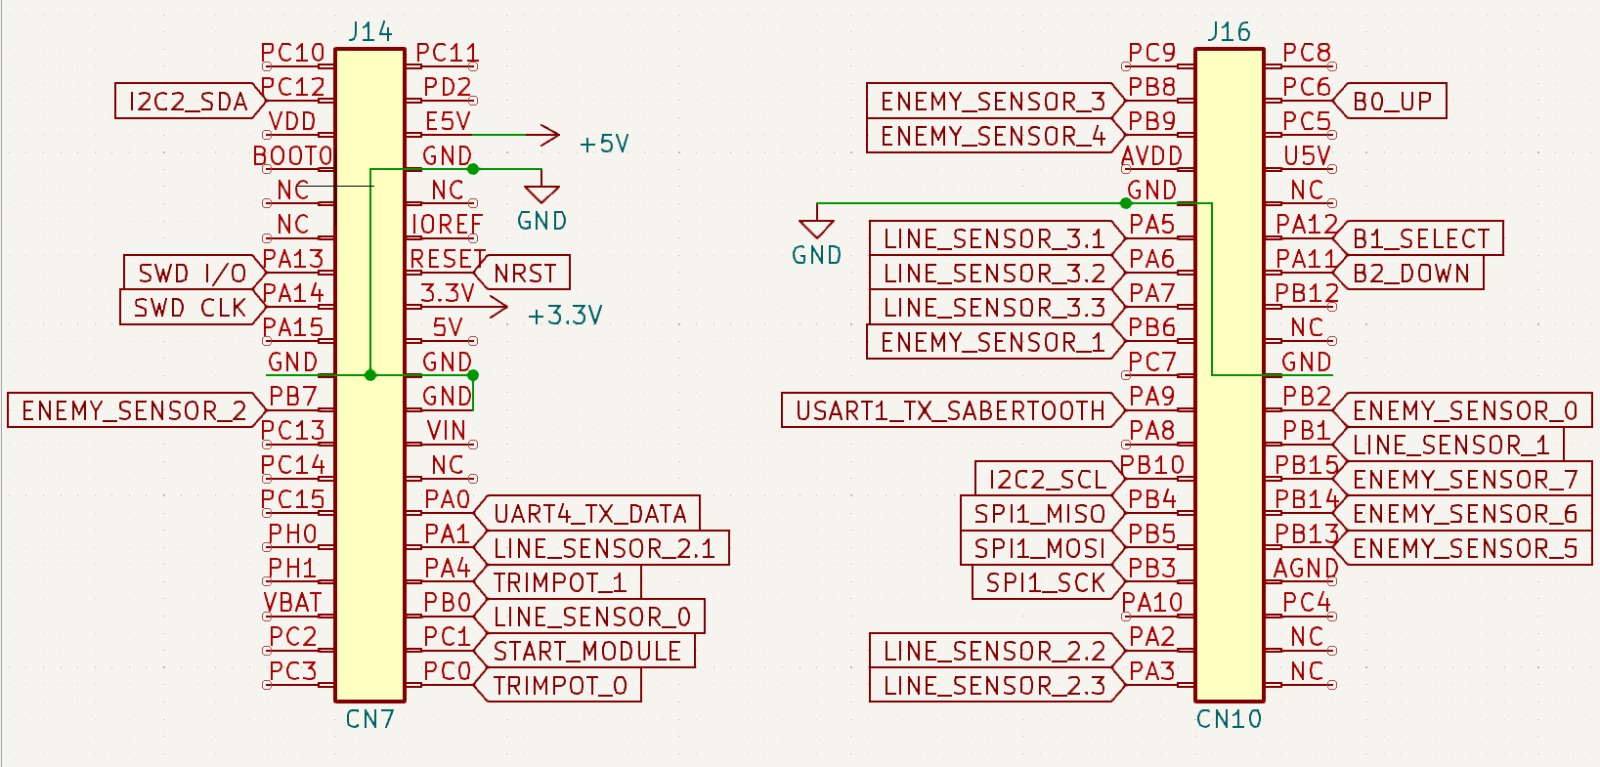 J14
PC10 PC11
I2C2_SDA PC12 PD2
VDD E5V +5V
BOOT0 GND
NC NC
GND
NC IOREF
SWD I/O PA13 RESET NRST
SWD CLK PA14 3.3V +3.3V
PA15 5V
GND GND
ENEMY_SENSOR_2 PB7 GND
PC13 VIN
PC14 NC
PC15 PA0 UART4_TX_DATA
PH0 PA1 LINE_SENSOR_2.1
PH1 PA4 TRIMPOT_1
VBAT PB0 LINE_SENSOR_0
PC2 PC1 START_MODULE
PC3 PC0 TRIMPOT_0
CN7
J16
PC9 PC8
ENEMY_SENSOR_3 PB8 PC6 B0_UP
ENEMY_SENSOR_4 PB9 PC5
AVDD U5V
GND NC
LINE_SENSOR_3.1 PA5 PA12 B1_SELECT
GND
LINE_SENSOR_3.2 PA6 PA11 B2_DOWN
LINE_SENSOR_3.3 PA7 PB12
ENEMY_SENSOR_1 PB6 NC
PC7 GND
USART1_TX_SABERTOOTH PA9 PB2 ENEMY_SENSOR_0
PA8 PB1 LINE_SENSOR_1
I2C2_SCL PB10 PB15 ENEMY_SENSOR_7
SPI1_MISO PB4 PB14 ENEMY_SENSOR_6
SPI1_MOSI PB5 PB13 ENEMY_SENSOR_5
SPI1_SCK PB3 AGND
PA10 PC4
LINE_SENSOR_2.2 PA2 NC
LINE_SENSOR_2.3 PA3 NC
CN10